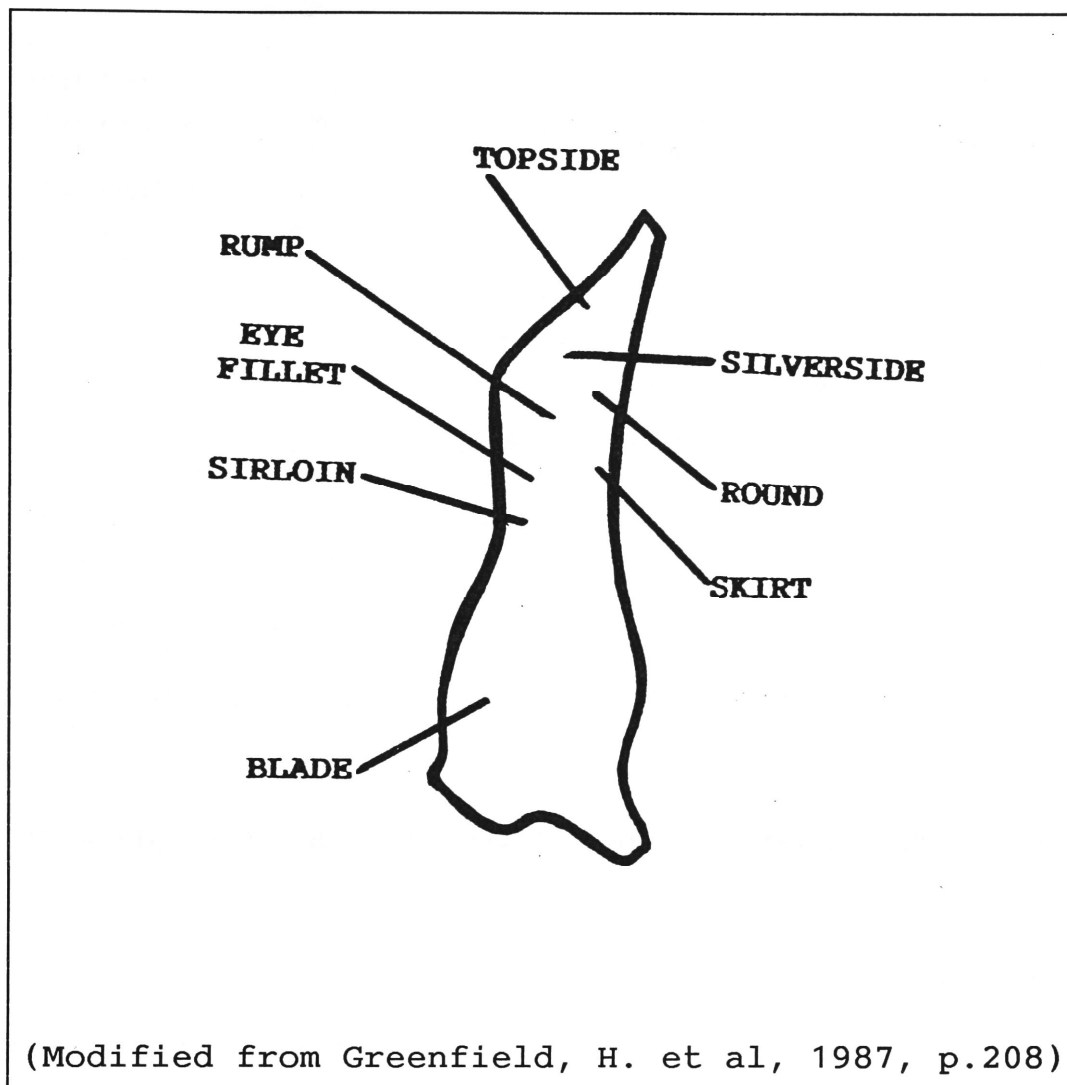 TOPSIDE
RUMP
EYE
FILLET
SILVERSIDE
SIRLOIN
ROUND
SKIRT
BLADE
(Modified from Greenfield, H. et al, 1987, p.208)